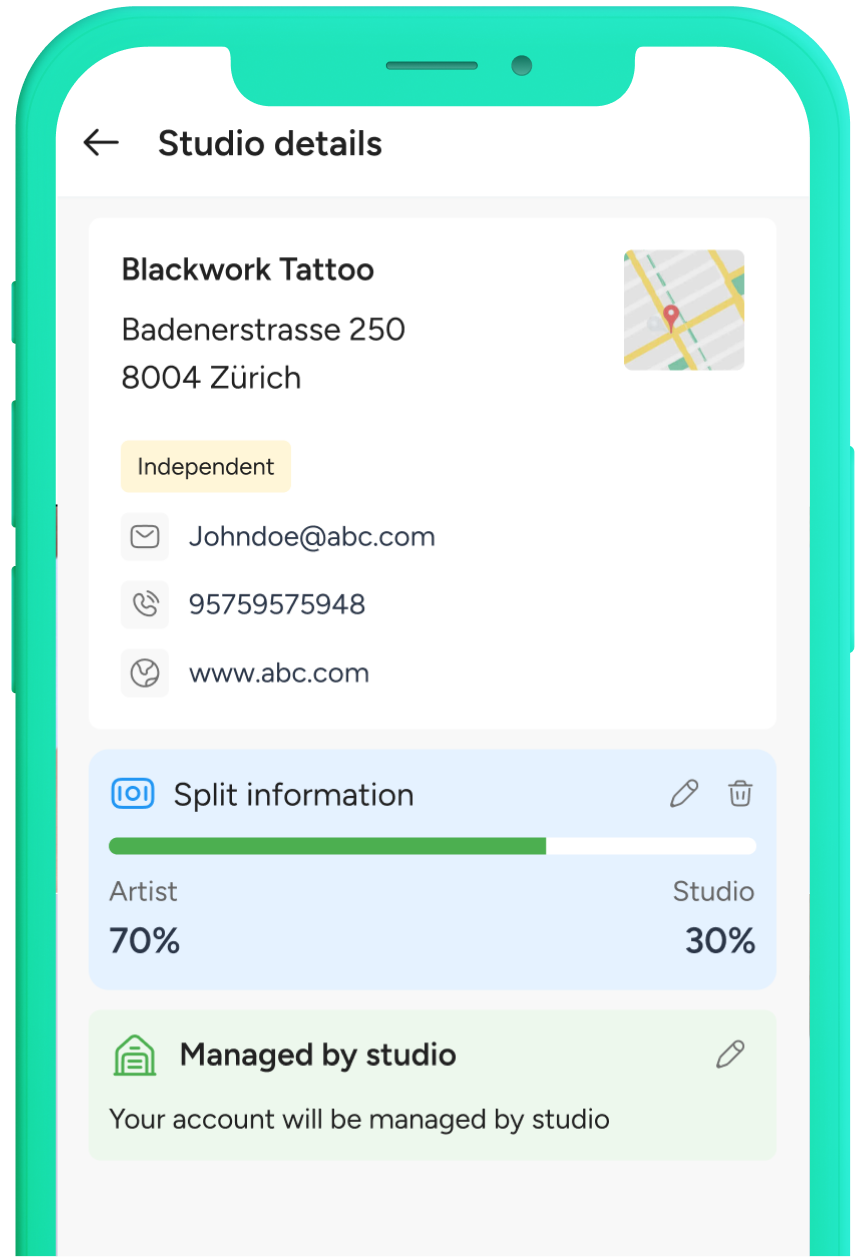 Studio details
Blackwork Tattoo
Badenerstrasse 250
8004 Zürich
Independent
Johndoe@abc.com
95759575948
www.abc.com
Split information
Artist
Studio
70%
30%
Managed by studio
Your account will be managed by studio